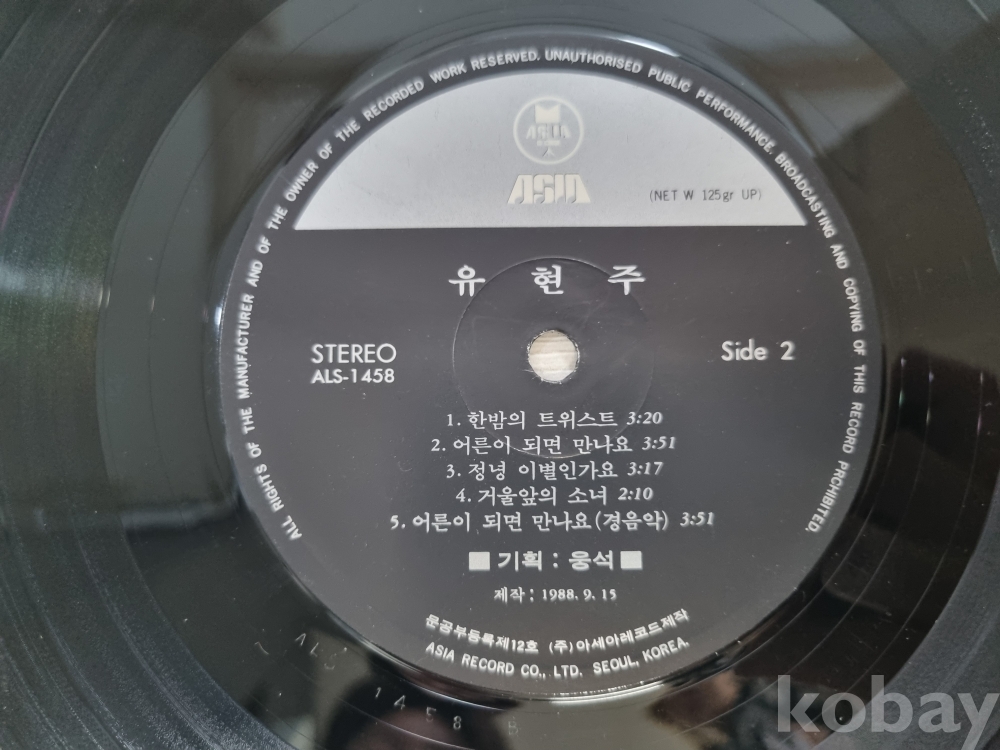 ALL RIGHTS OF THE MANUFACTURER AND OF THE OWNER OF THE RECORDED WORK RESERVED. UNAUTHORISED PUBLIC PERFORMANCE. BROADCASTING AND COPYING OF THIS RECORD PROHIBITED.
ASIA
ASIA
(NET W 125gr UP)
유 현 주
STEREO
ALS-1458
Side 2
1. 한밤의 트위스트 3:20
2. 어른이 되면 만나요 3:51
3. 정녕 이별인가요 3:17
4. 거울앞의 소녀 2:10
5. 어른이 되면 만나요(경음악) 3:51
■기획 : 웅석■
제작 : 1988. 9. 15
문공부등록제12호 (주)아세아레코드제작
ASIA RECORD CO., LTD. SEOUL, KOREA.
ALS 1458
kobay